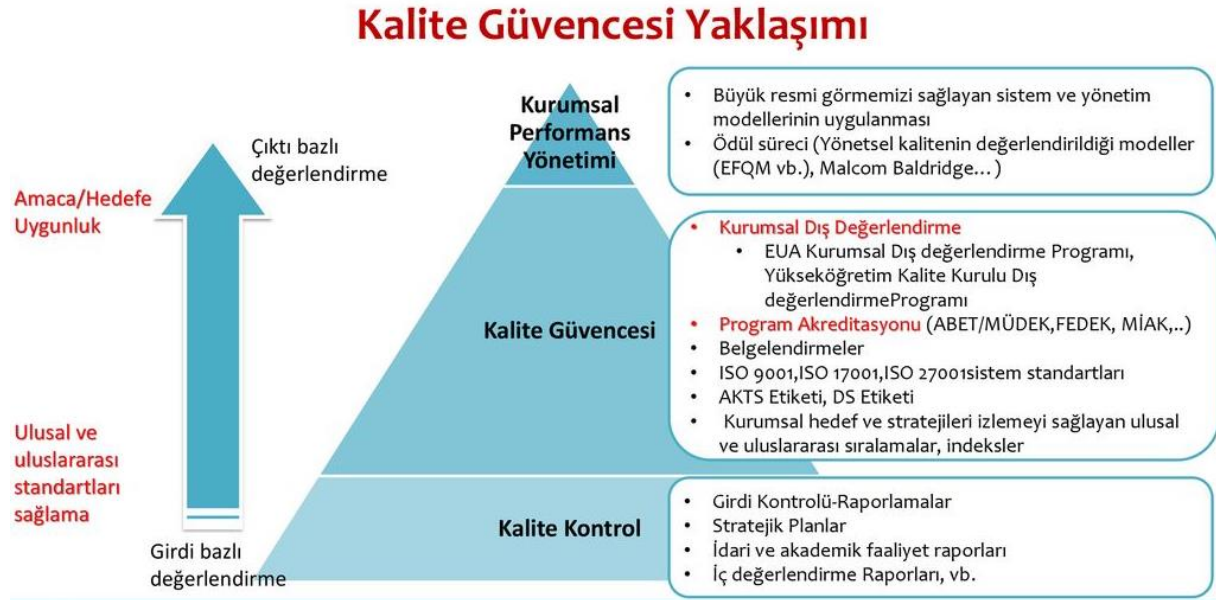 Kalite Güvencesi Yaklaşımı
Çıktı bazlı
değerlendirme
Amaca/Hedefe
Uygunluk
Ulusal ve
uluslararası
standartları
sağlama
Girdi bazlı
değerlendirme
Kurumsal
Performans
Yönetimi
• Büyük resmi görmemizi sağlayan sistem ve yönetim
modellerinin uygulanması
• Ödül süreci (Yönetsel kalitenin değerlendirildiği modeller
(EFQM vb.), Malcom Baldridge...)
Kalite Güvencesi
• Kurumsal Dış Değerlendirme
• EUA Kurumsal Dış değerlendirme Programı,
Yükseköğretim Kalite Kurulu Dış
değerlendirmeProgramı
• Program Akreditasyonu (ABET/MÜDEK,FEDEK, MİAK,..)
• Belgelendirmeler
• ISO 9001,ISO 17001,ISO 27001sistem standartları
• AKTS Etiketi, DS Etiketi
• Kurumsal hedef ve stratejileri izlemeyi sağlayan ulusal
ve uluslararası sıralamalar, indeksler
Kalite Kontrol
• Girdi Kontrolü-Raporlamalar
• Stratejik Planlar
• İdari ve akademik faaliyet raporları
• İç değerlendirme Raporları, vb.